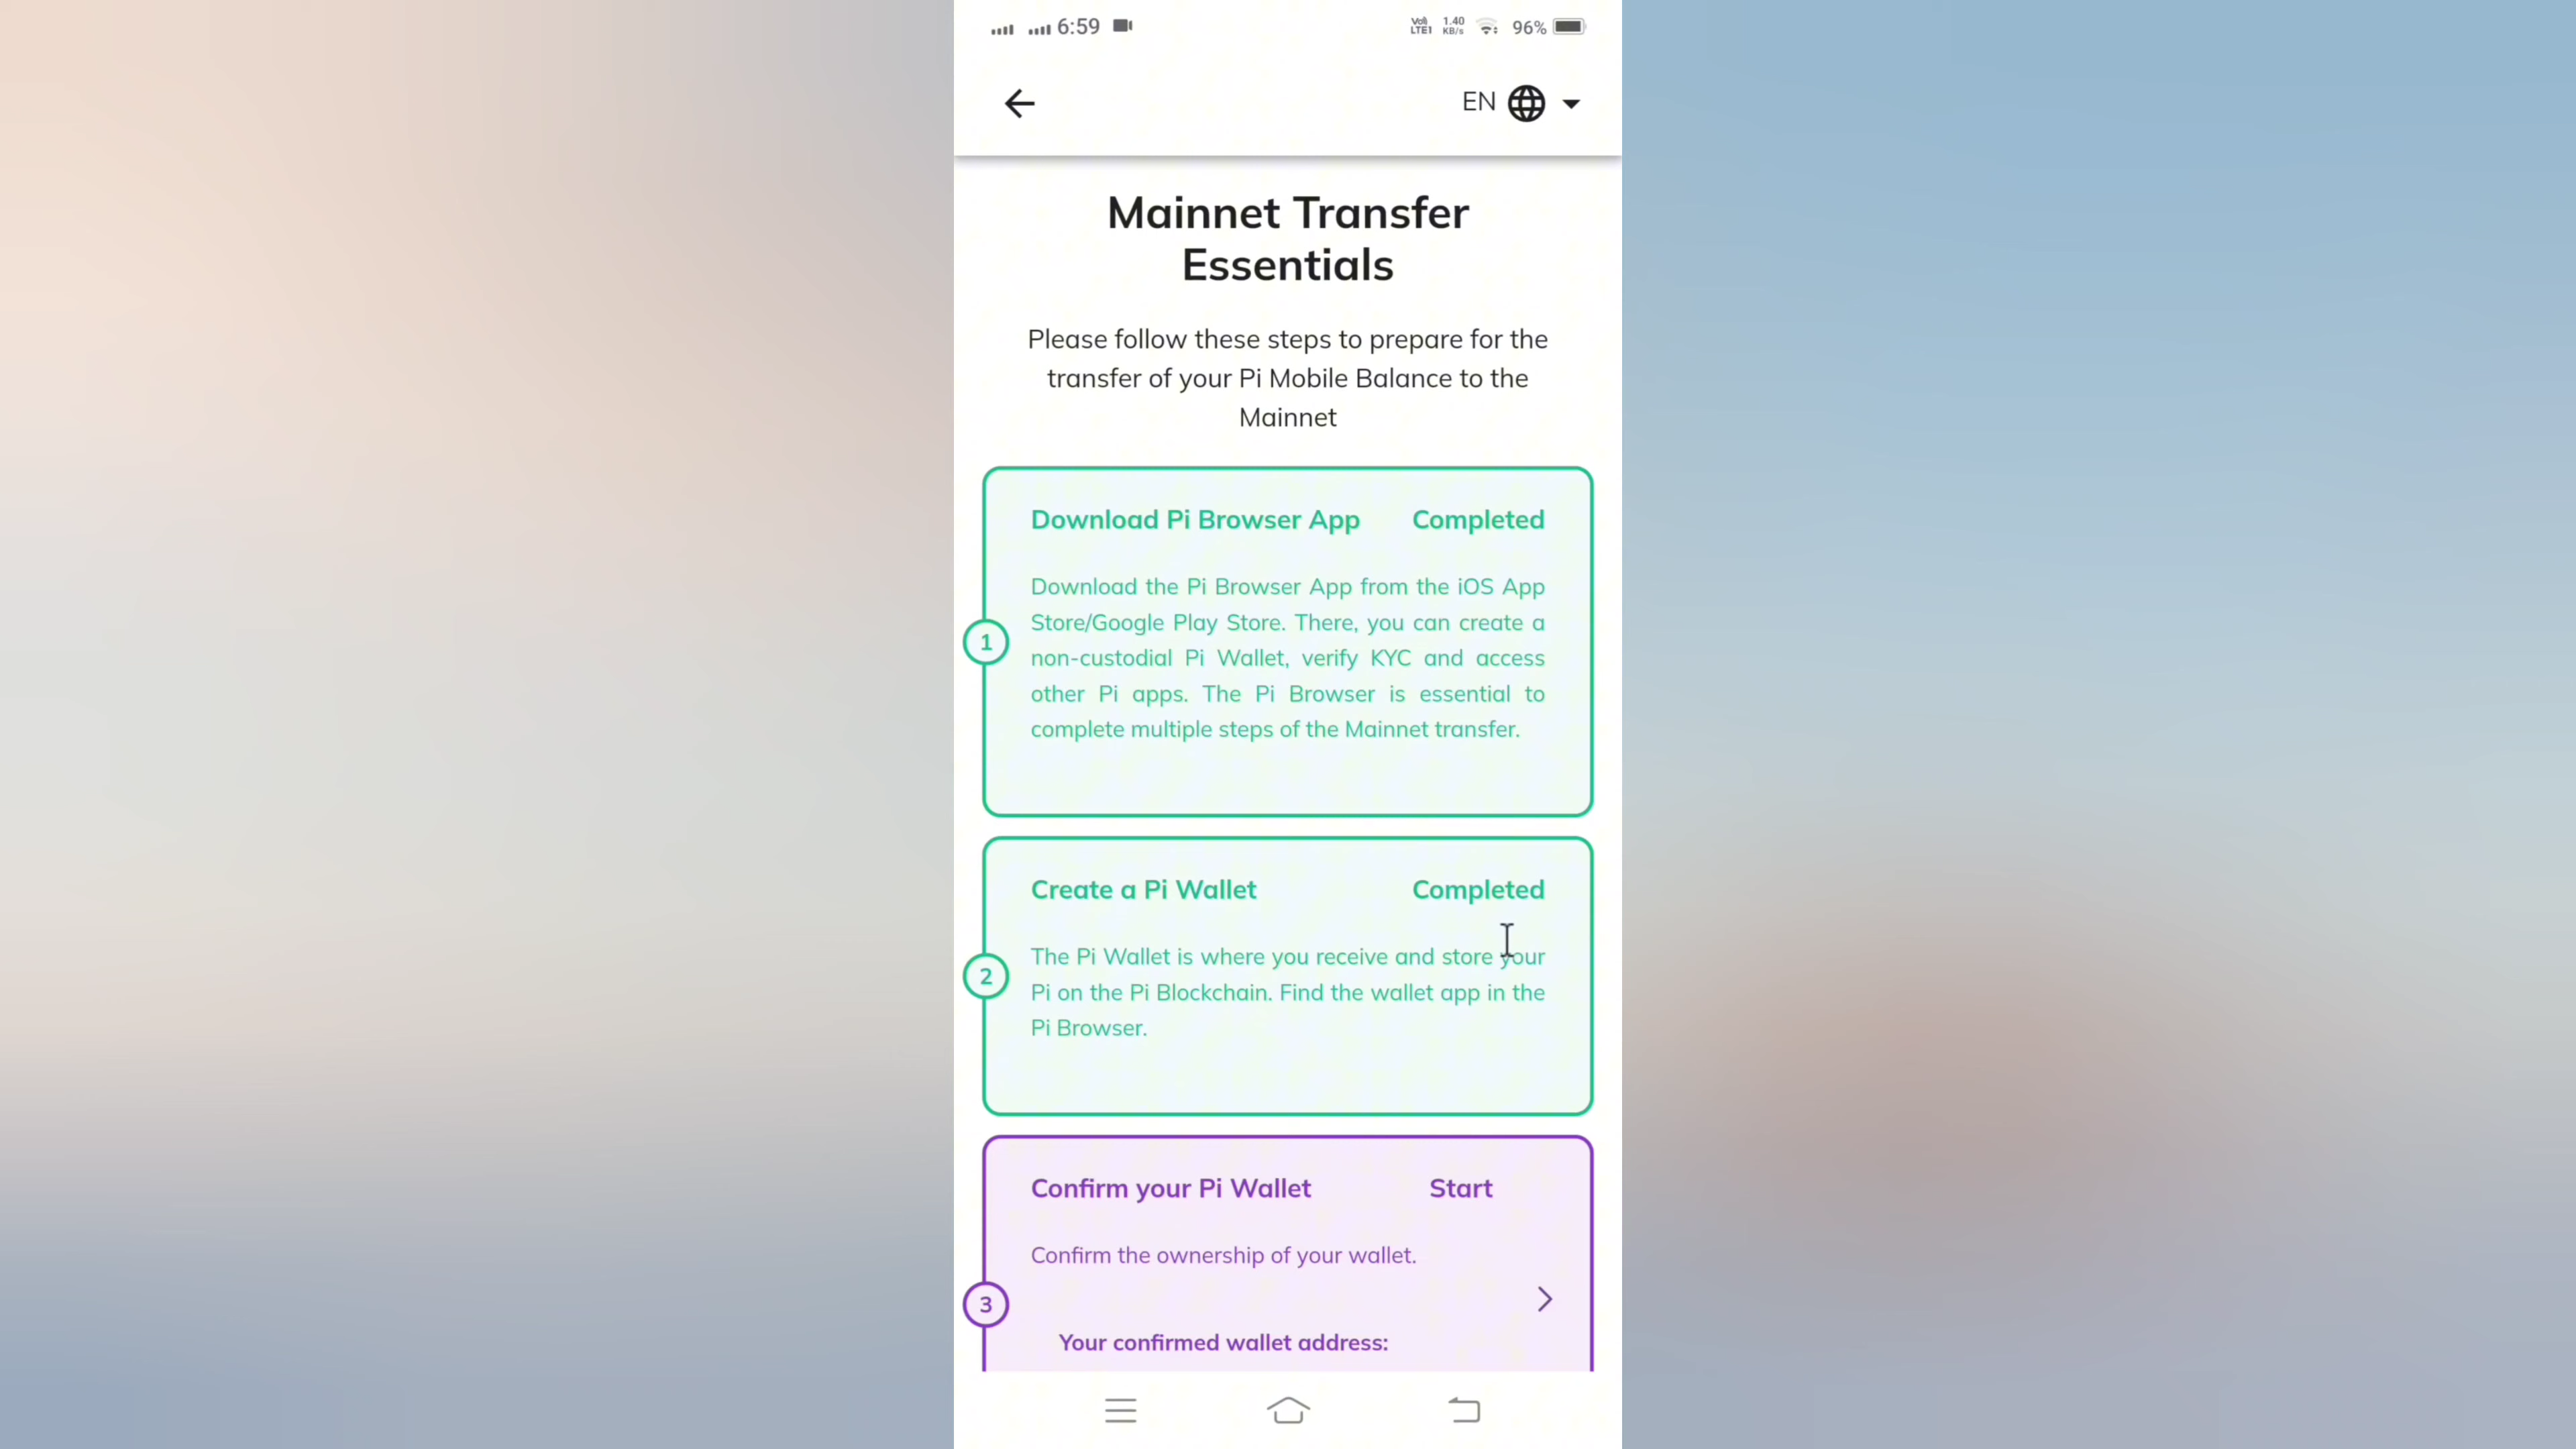 6:59
Voli LTE1 1.40 KB/s 96%
EN
Mainnet Transfer
Essentials
Please follow these steps to prepare for the
transfer of your Pi Mobile Balance to the
Mainnet
Download Pi Browser App Completed
Download the Pi Browser App from the iOS App
Store/Google Play Store. There, you can create a
1
non-custodial Pi Wallet, verify KYC and access
other Pi apps. The Pi Browser is essential to
complete multiple steps of the Mainnet transfer.
Create a Pi Wallet Completed
The Pi Wallet is where you receive and store your
2
Pi on the Pi Blockchain. Find the wallet app in the
Pi Browser.
Confirm your Pi Wallet Start
Confirm the ownership of your wallet.
3
Your confirmed wallet address: